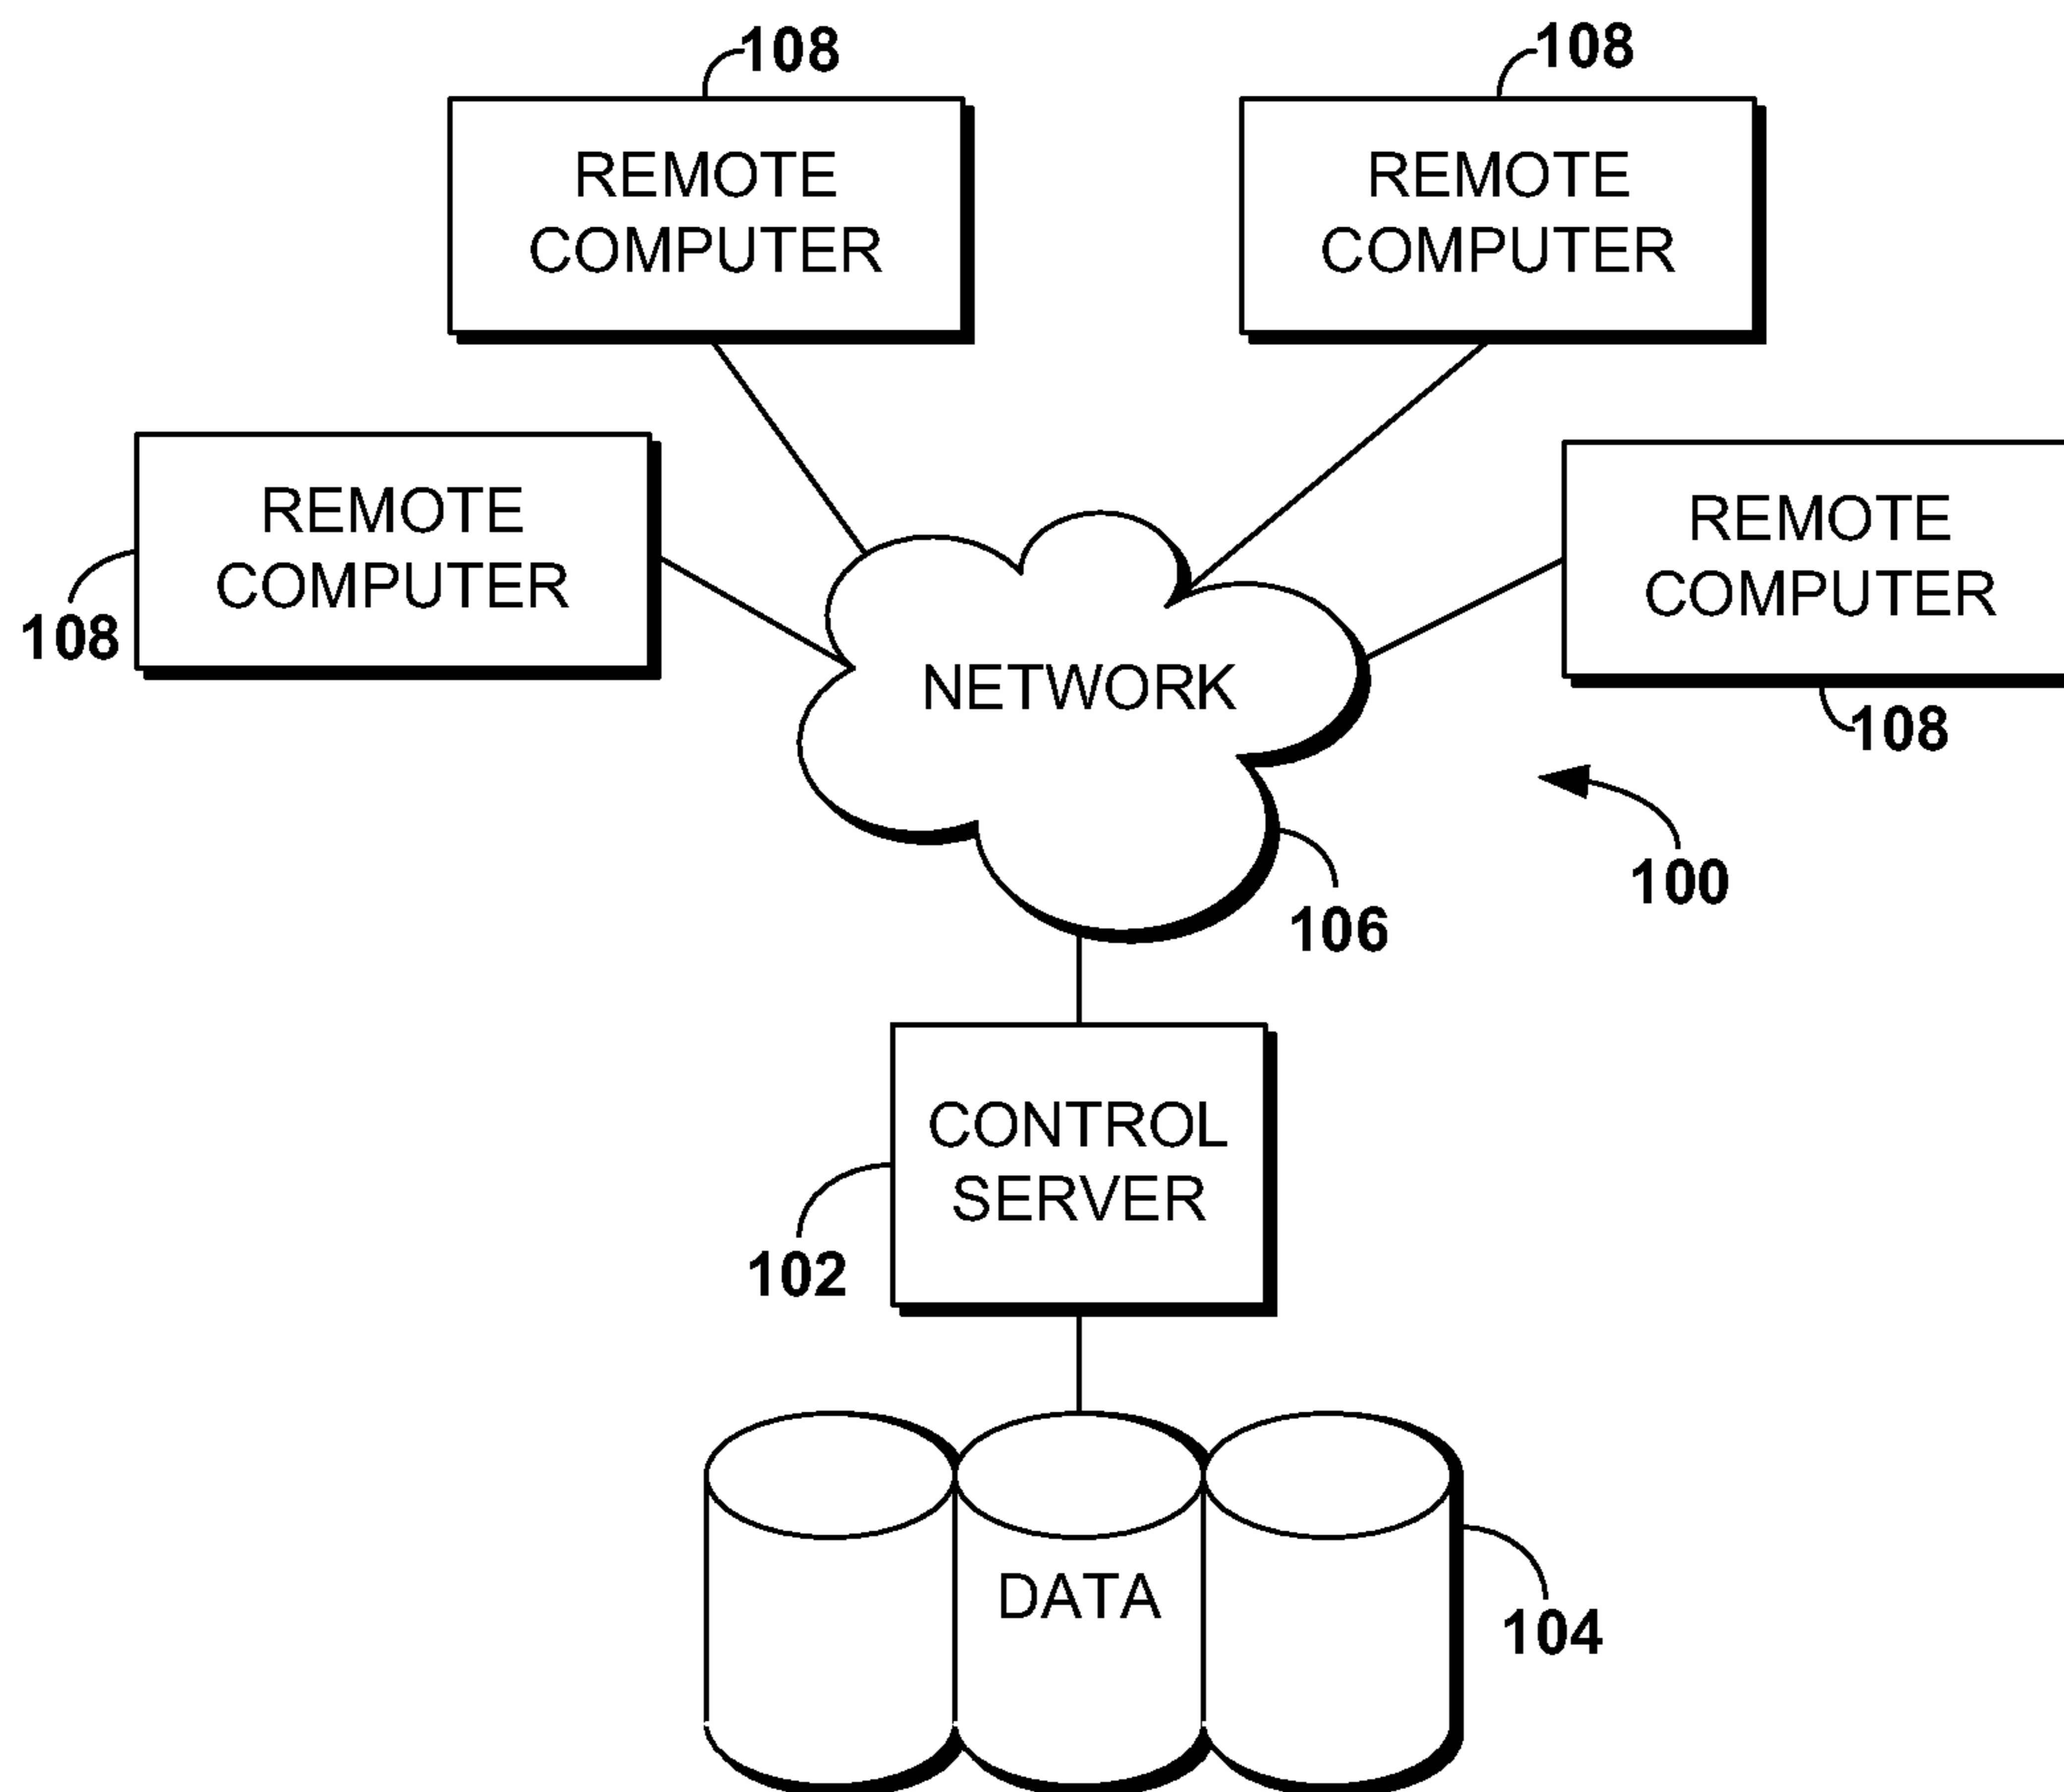 108
108
REMOTE
COMPUTER
REMOTE
COMPUTER
REMOTE
COMPUTER
108
REMOTE
COMPUTER
108
NETWORK
100
106
CONTROL
SERVER
102
DATA
104